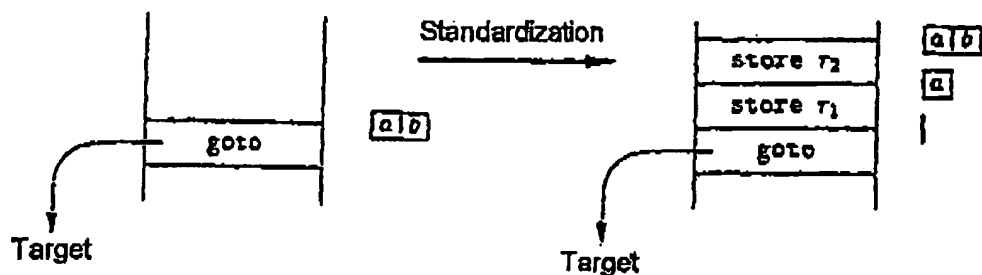 Standardization
a b
store r2
a
store r1
goto
a b
goto
Target
Target